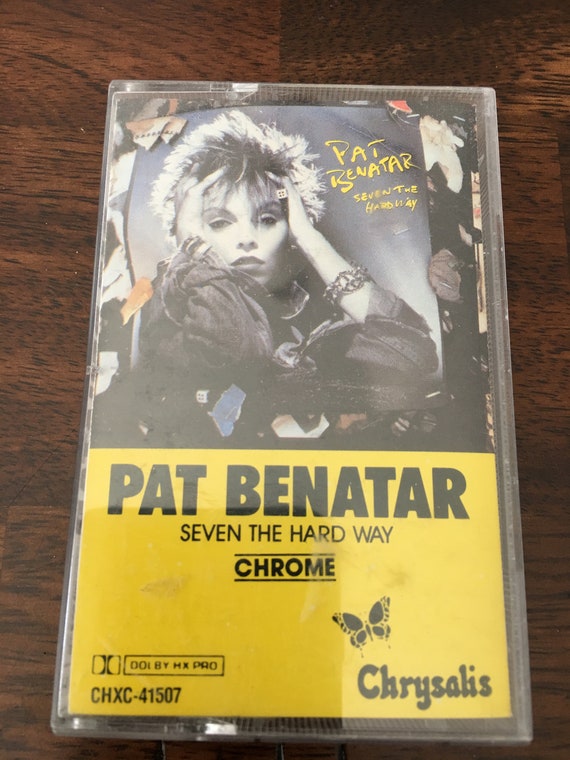 PAT
BENATAR
SEVEN THE
HARD WAY
PAT BENATAR
SEVEN THE HARD WAY
CHROME
DOLBY HX PRO
CHXC-41507
Chrysalis